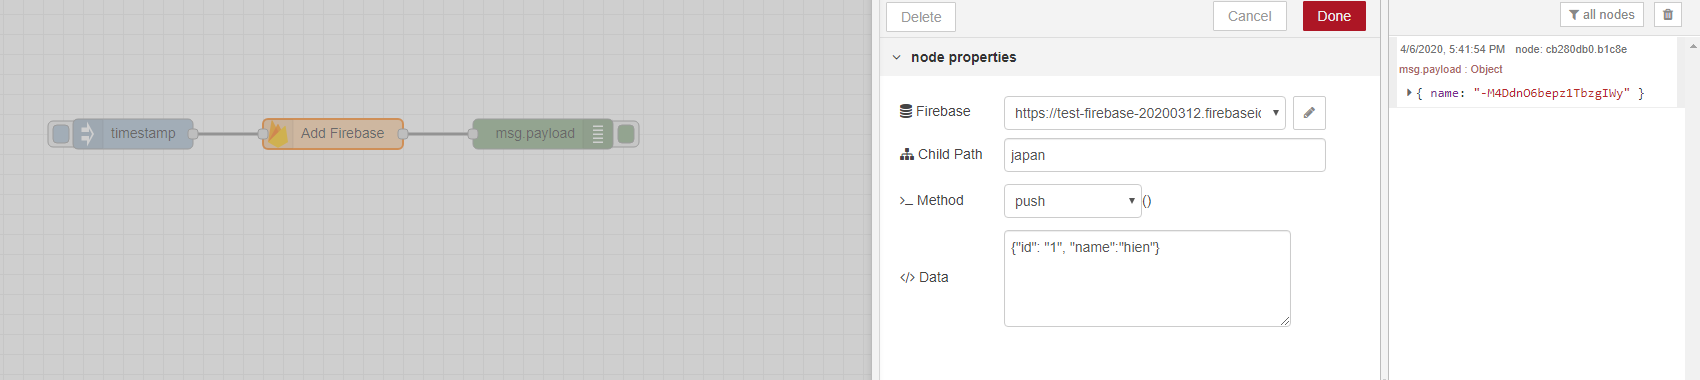 timestamp
Add Firebase
msg.payload
Delete
Cancel
Done
node properties
Firebase
https://test-firebase-20200312.firebaseio
Child Path
japan
Method
push
()
Data
{"id": "1", "name":"hien"}
all nodes
4/6/2020, 5:41:54 PM node: cb280db0.b1c8e
msg.payload : Object
{ name: "-M4DdnO6bepz1TbzgIWy" }